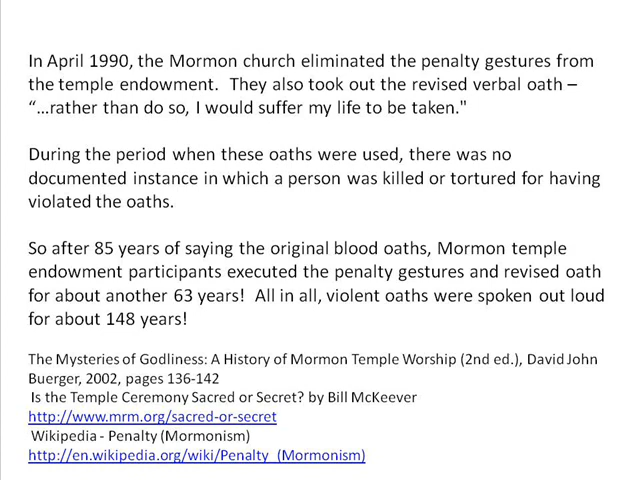 In April 1990, the Mormon church eliminated the penalty gestures from
the temple endowment.  They also took out the revised verbal oath –
“…rather than do so, I would suffer my life to be taken."
During the period when these oaths were used, there was no
documented instance in which a person was killed or tortured for having
violated the oaths.
So after 85 years of saying the original blood oaths, Mormon temple
endowment participants executed the penalty gestures and revised oath
for about another 63 years!  All in all, violent oaths were spoken out loud
for about 148 years!
The Mysteries of Godliness: A History of Mormon Temple Worship (2nd ed.), David John
Buerger, 2002, pages 136-142
Is the Temple Ceremony Sacred or Secret? by Bill McKeever
http://www.mrm.org/sacred-or-secret
Wikipedia - Penalty (Mormonism)
http://en.wikipedia.org/wiki/Penalty_(Mormonism)